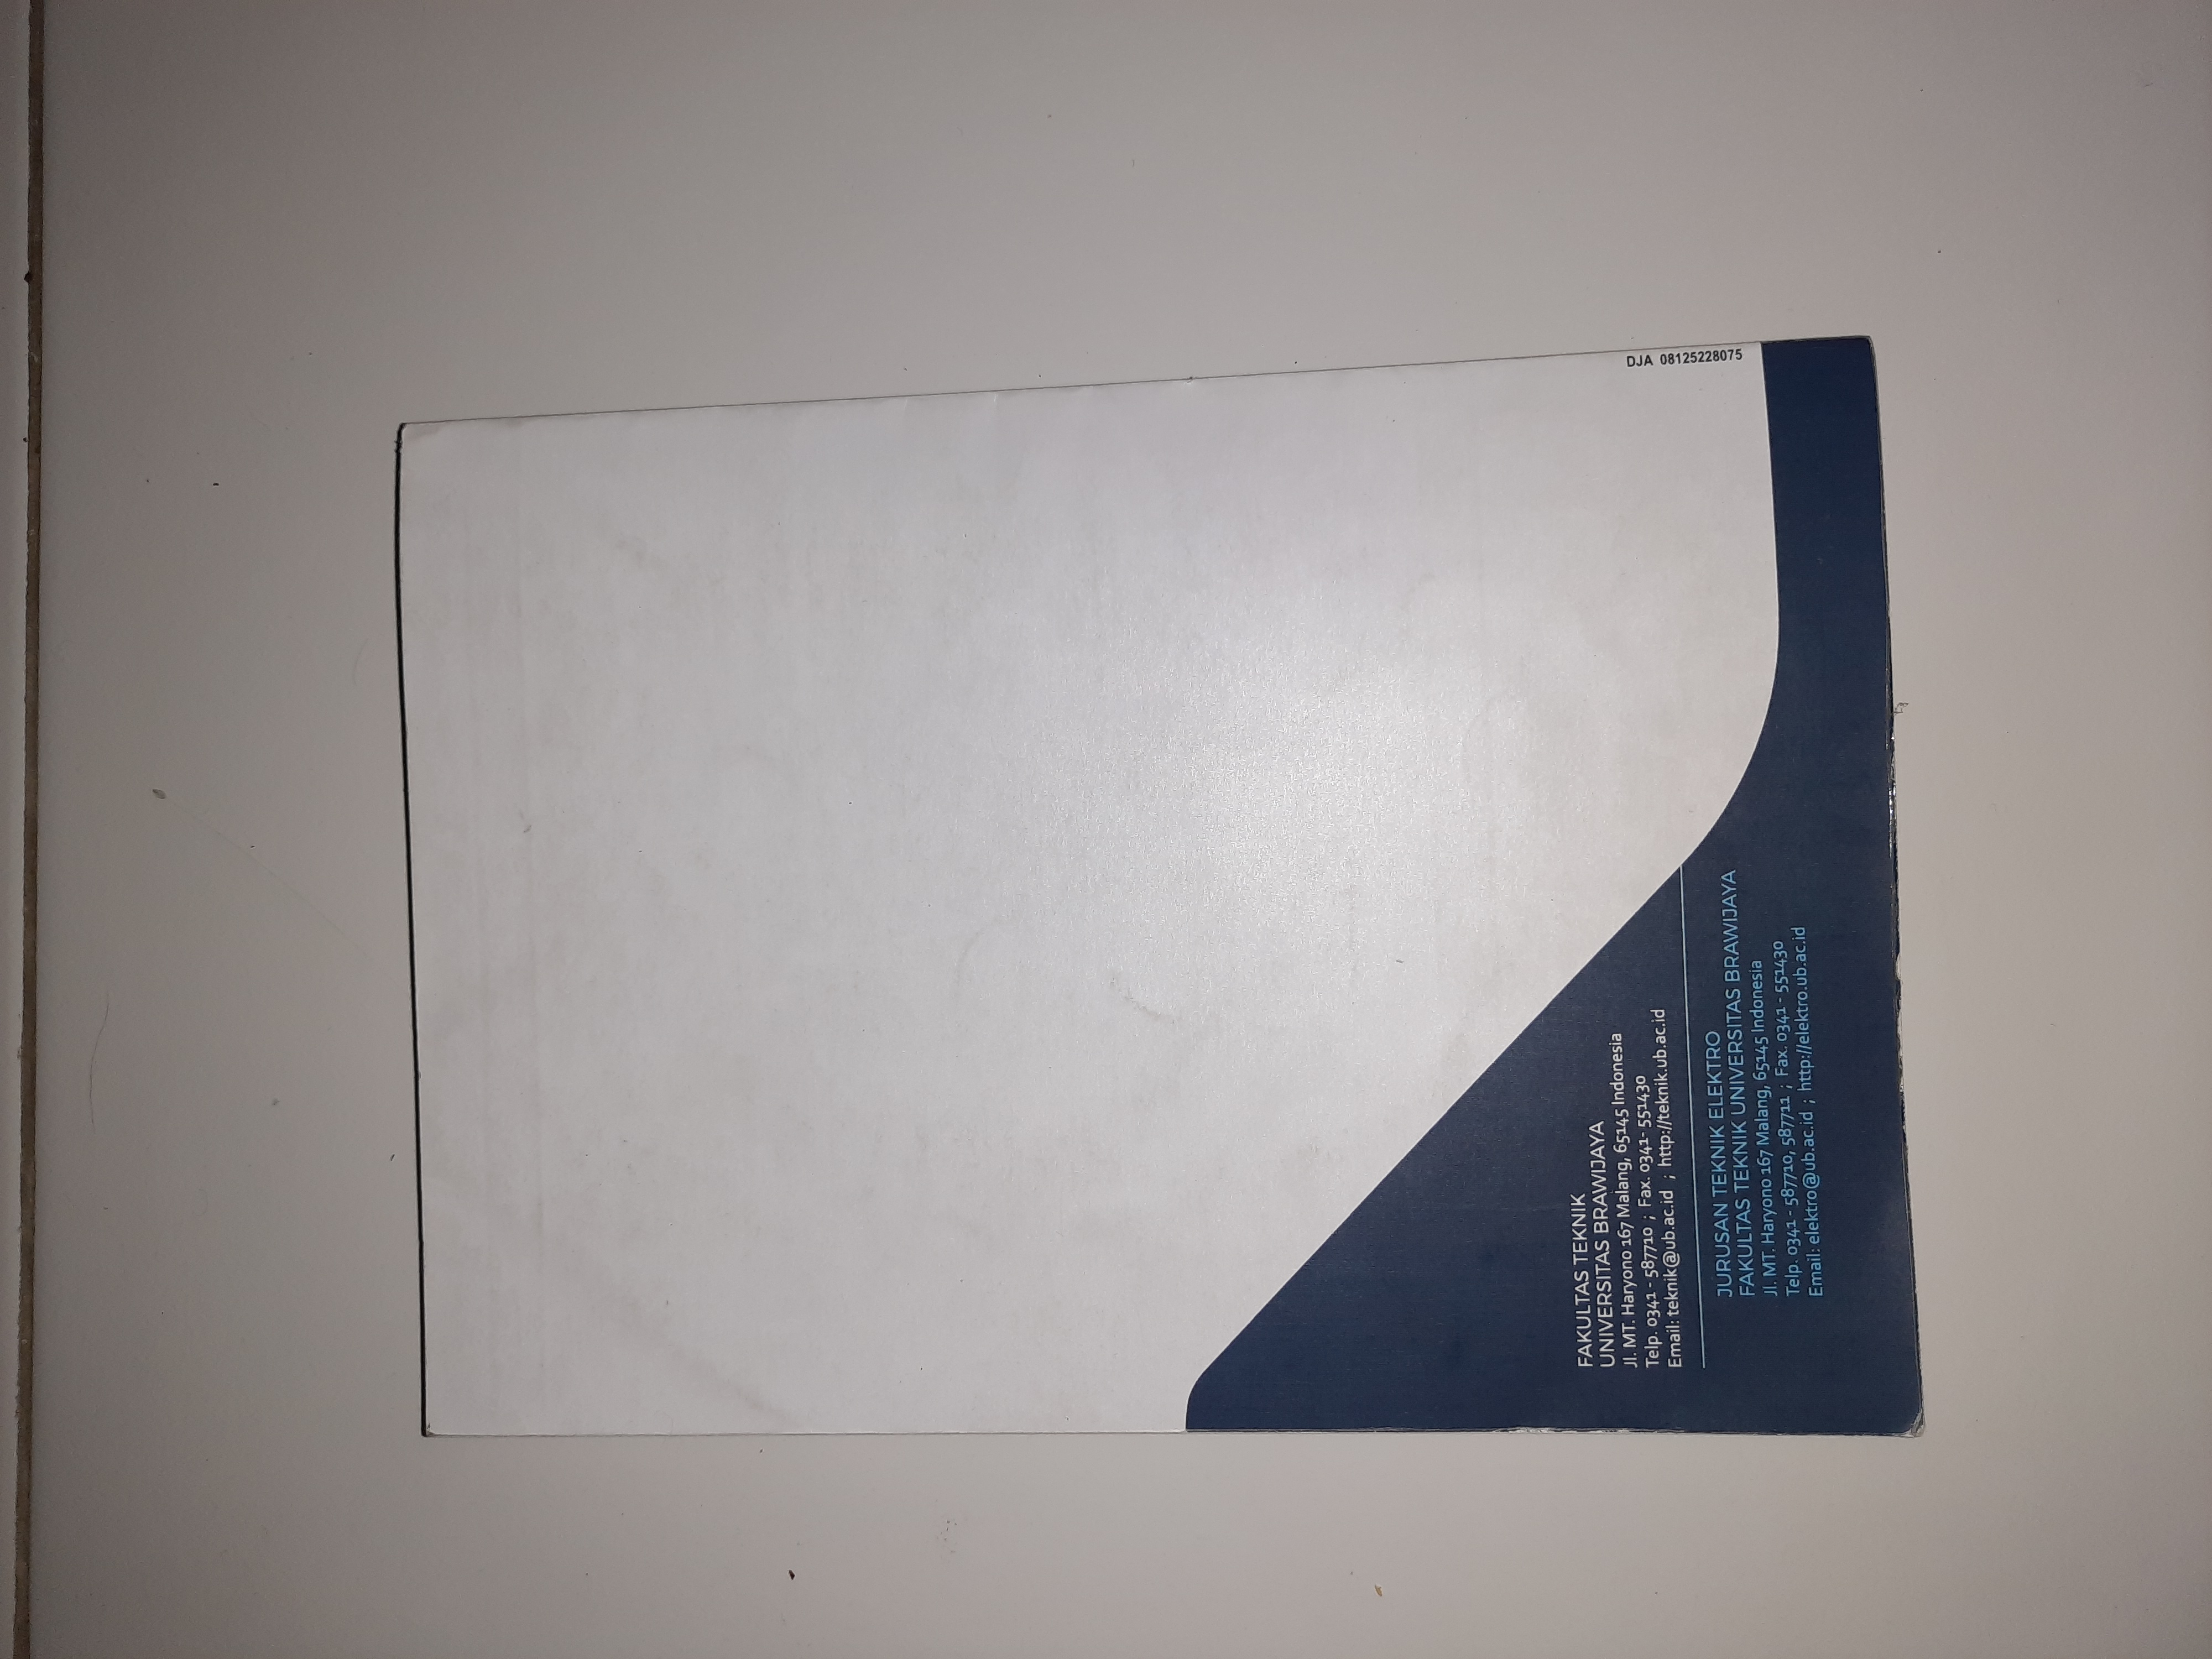 FAKULTAS TEKNIK
UNIVERSITAS BRAWIJAYA
Jl. MT. Haryono 167 Malang, 65145 Indonesia
Telp. 0341 - 587710 ; Fax. 0341- 551430
Email: teknik@ub.ac.id ; http://teknik.ub.ac.id
JURUSAN TEKNIK ELEKTRO
FAKULTAS TEKNIK UNIVERSITAS BRAWIJAYA
Jl. MT. Haryono 167 Malang, 65145 Indonesia
Telp. 0341 - 587710, 587711 ; Fax. 0341 - 551430
Email: elektro@ub.ac.id ; http://elektro.ub.ac.id
DJA 08125228075